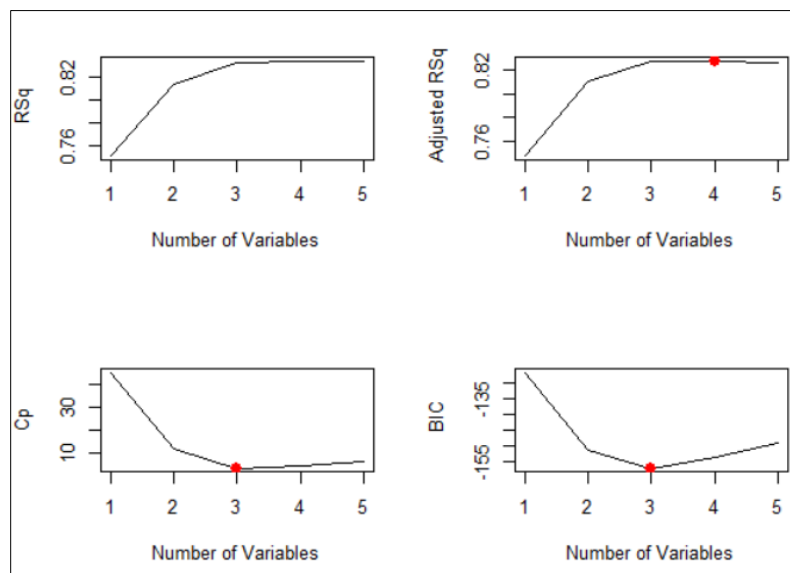 RSq
0.76 0.82
1 2 3 4 5
Number of Variables
Adjusted RSq
0.76 0.82
1 2 3 4 5
Number of Variables
Cp
10 30
1 2 3 4 5
Number of Variables
BIC
-155 -135
1 2 3 4 5
Number of Variables